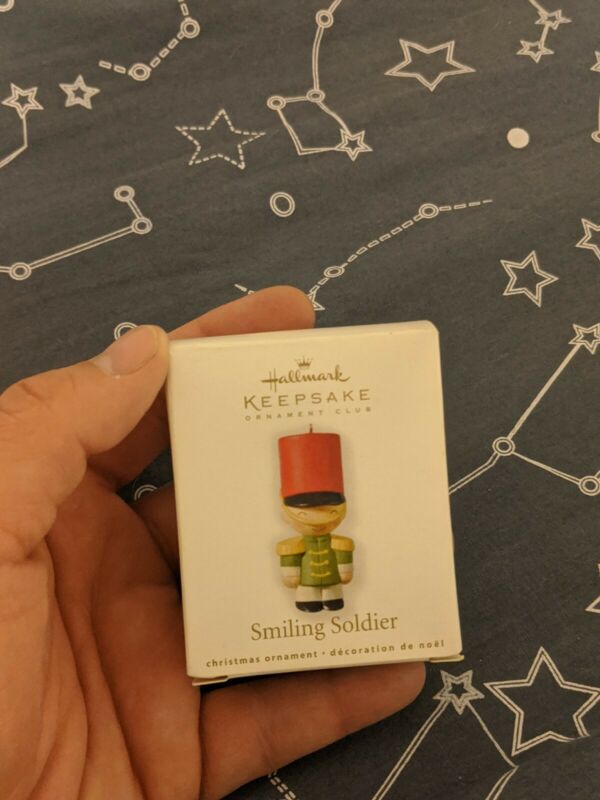 Hallmark
KEEPSAKE
ORNAMENT CLUB
Smiling Soldier
christmas ornament • décoration de noël